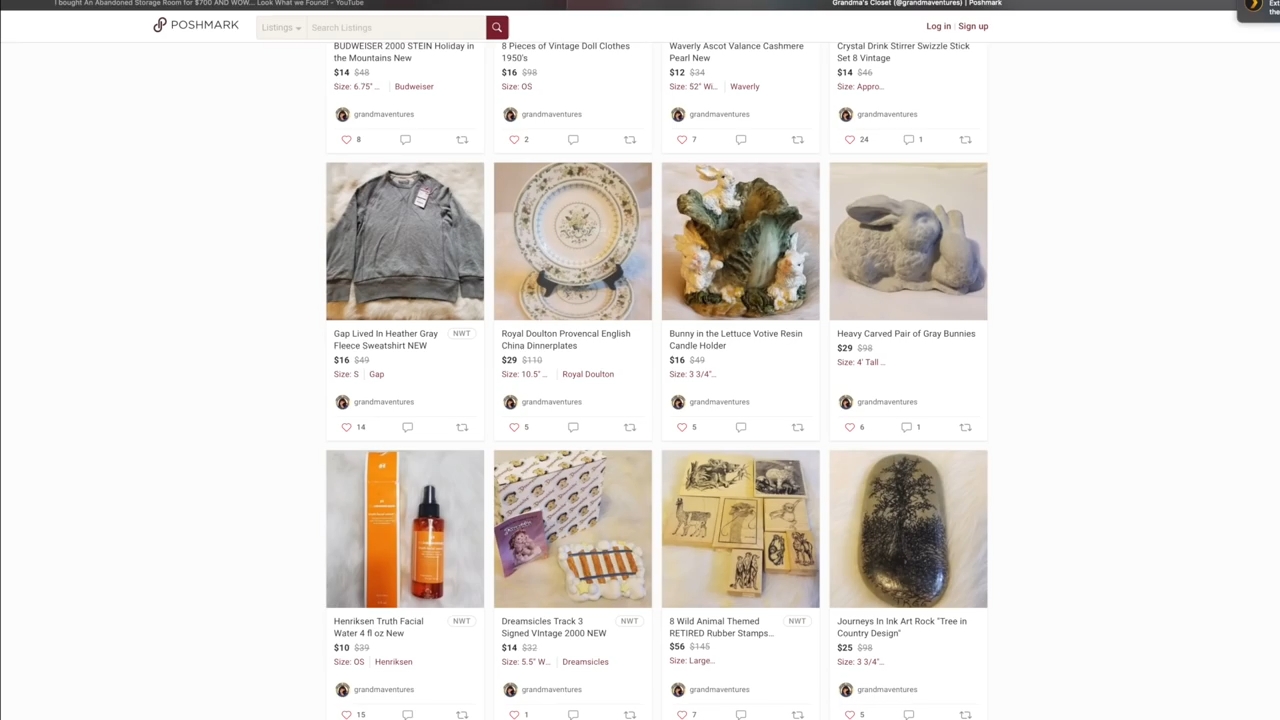 I bought An Abandoned Storage Room for $700 AND WOW... Look What we Found! - YouTube
Grandma's Closet (@grandmaventures) | Poshmark
Ext
the
POSHMARK
Listings
Search Listings
Log in
Sign up
BUDWEISER 2000 STEIN Holiday in
the Mountains New
$14 $48
Size: 6.75" ...
Budweiser
grandmaventures
8
8 Pieces of Vintage Doll Clothes
1950's
$16 $98
Size: OS
grandmaventures
2
Waverly Ascot Valance Cashmere
Pearl New
$12 $34
Size: 52" Wi...
Waverly
grandmaventures
7
Crystal Drink Stirrer Swizzle Stick
Set 8 Vintage
$14 $46
Size: Appro...
grandmaventures
24
1
Gap Lived In Heather Gray
Fleece Sweatshirt NEW
NWT
$16 $49
Size: S
Gap
grandmaventures
14
Royal Doulton Provencal English
China Dinnerplates
$29 $110
Size: 10.5" ...
Royal Doulton
grandmaventures
5
Bunny in the Lettuce Votive Resin
Candle Holder
$16 $49
Size: 3 3/4"...
grandmaventures
5
Heavy Carved Pair of Gray Bunnies
$29 $98
Size: 4' Tall...
grandmaventures
6
1
Henriksen Truth Facial
Water 4 fl oz New
NWT
$10 $39
Size: OS
Henriksen
grandmaventures
15
Dreamsicles Track 3
Signed VIntage 2000 NEW
NWT
$14 $32
Size: 5.5" W...
Dreamsicles
grandmaventures
1
8 Wild Animal Themed
RETIRED Rubber Stamps...
NWT
$56 $145
Size: Large...
grandmaventures
7
Journeys In Ink Art Rock "Tree in
Country Design"
$25 $98
Size: 3 3/4"...
grandmaventures
5